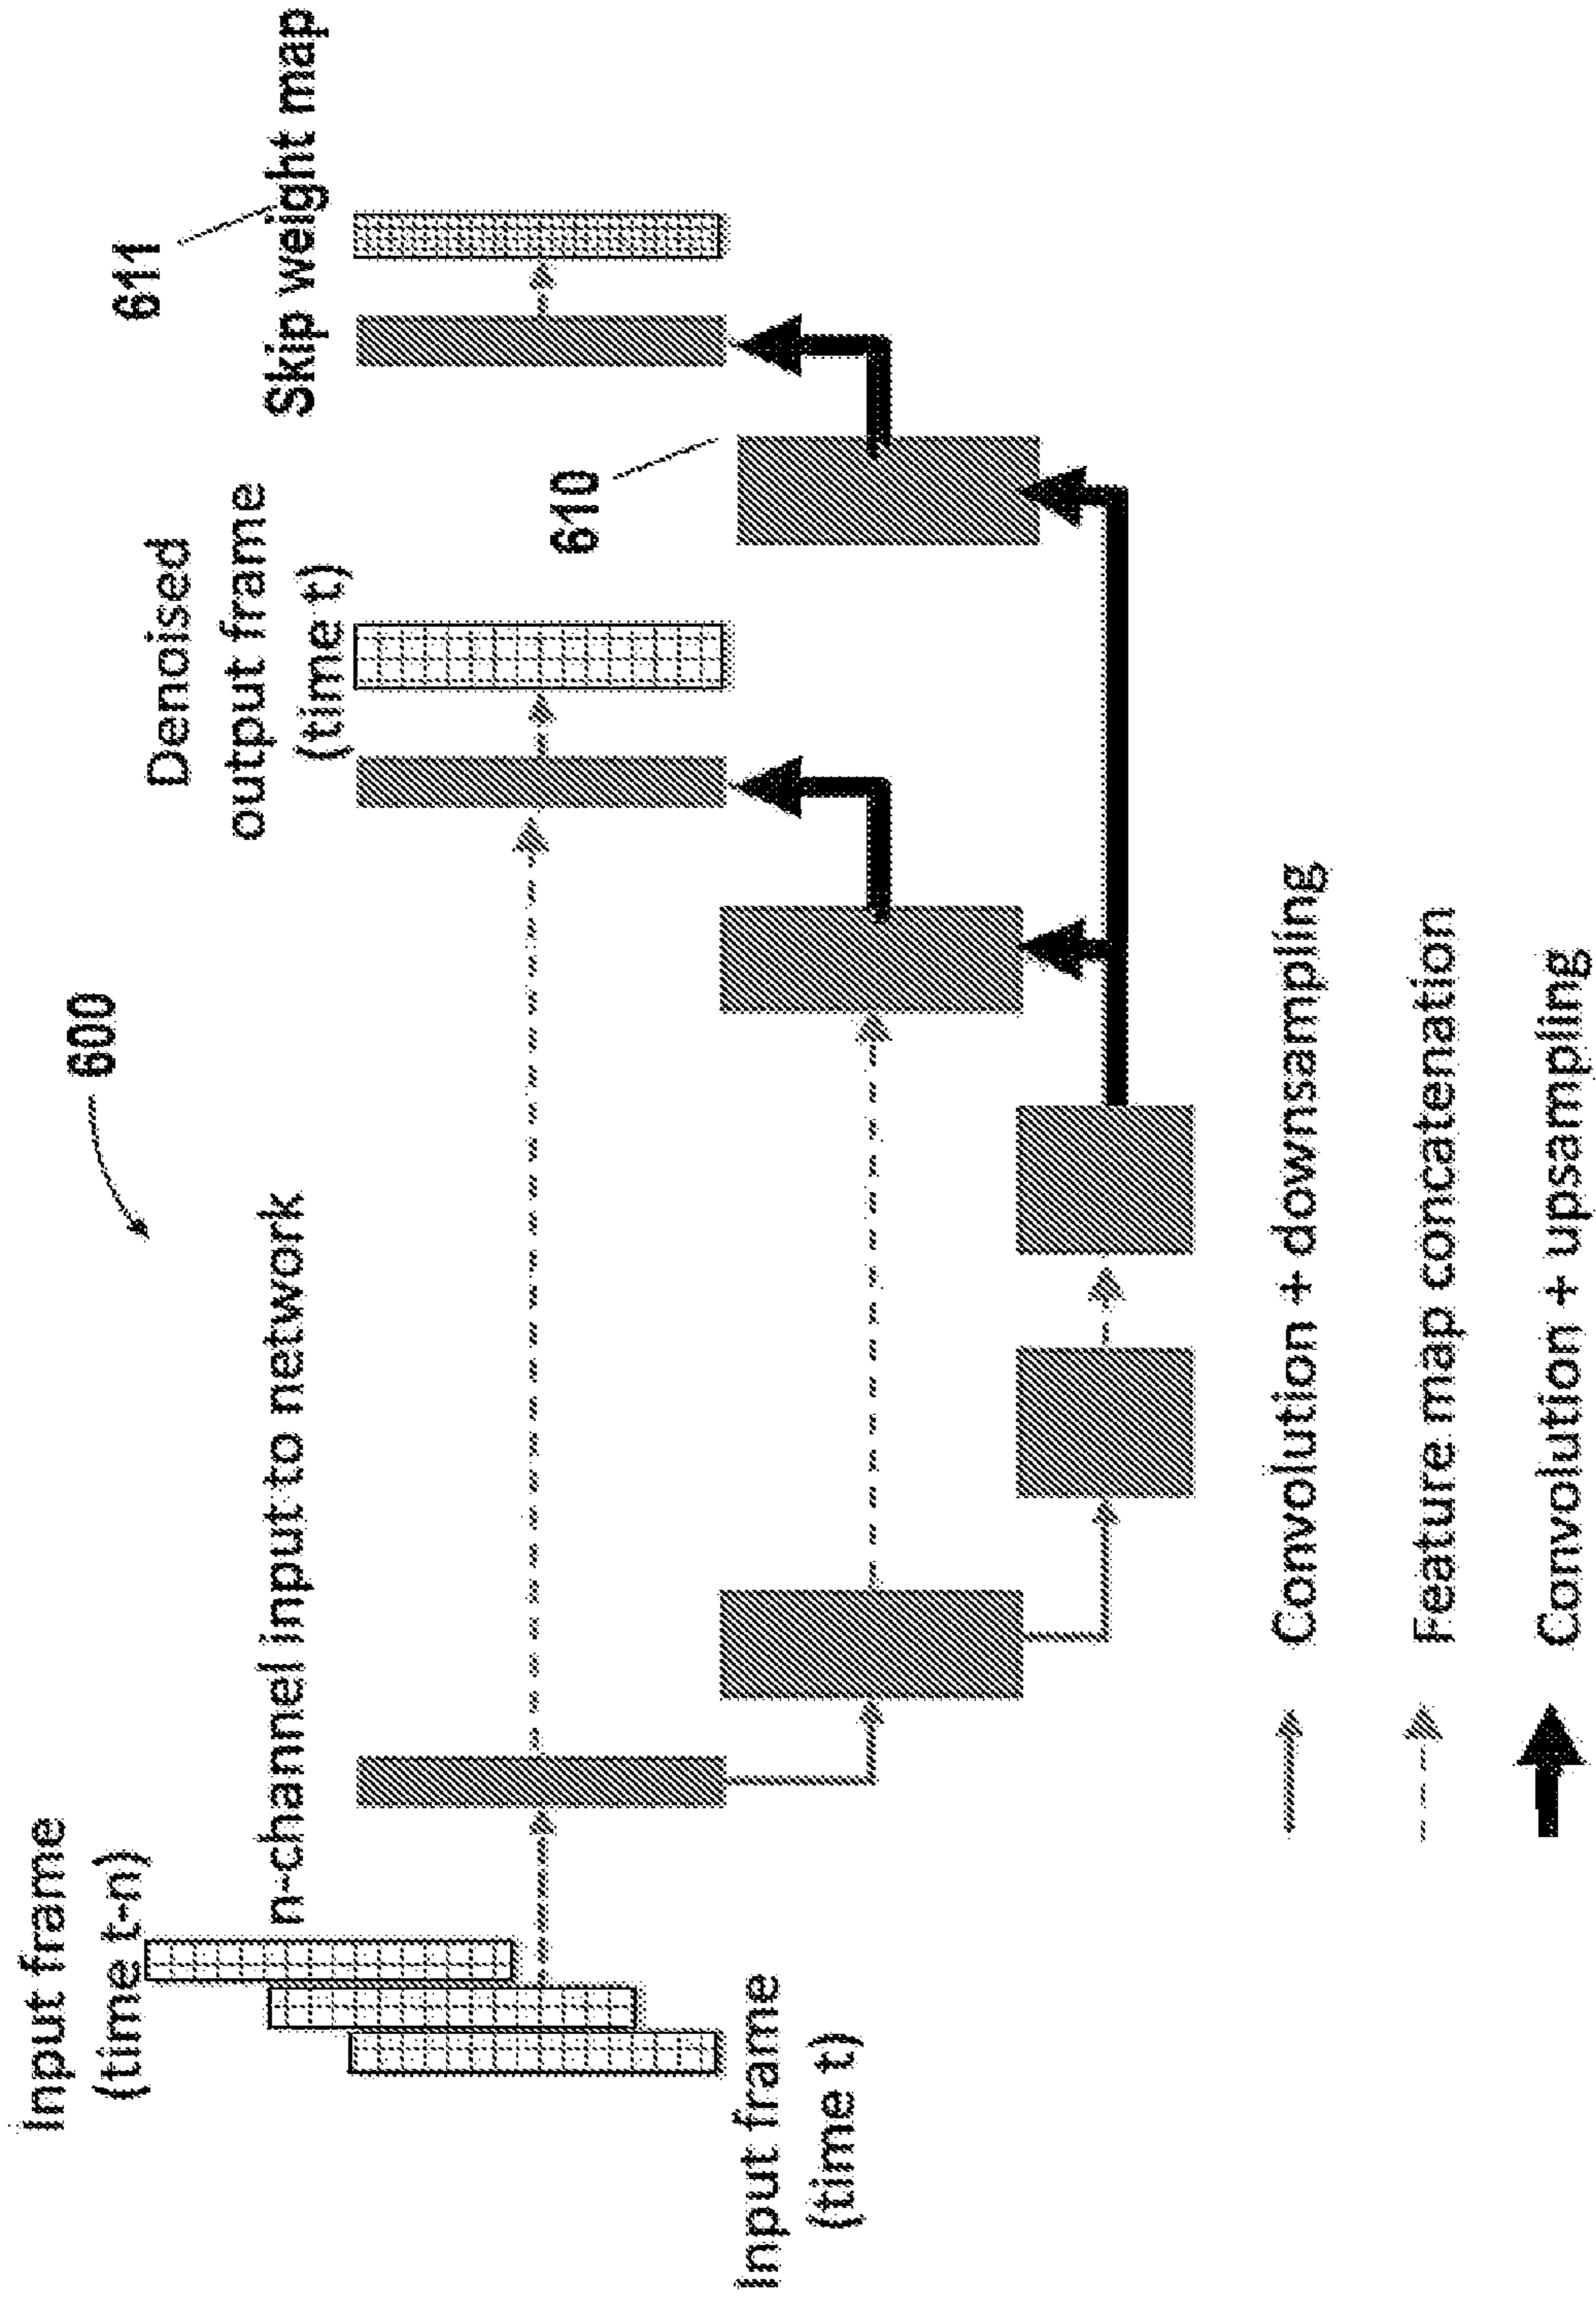 600
Input frame
(time t-n)
n-channel input to network
Input frame
(time t)
Denoised
output frame
(time t)
611
Skip weight map
610
Convolution + downsampling
Feature map concatenation
Convolution + upsampling